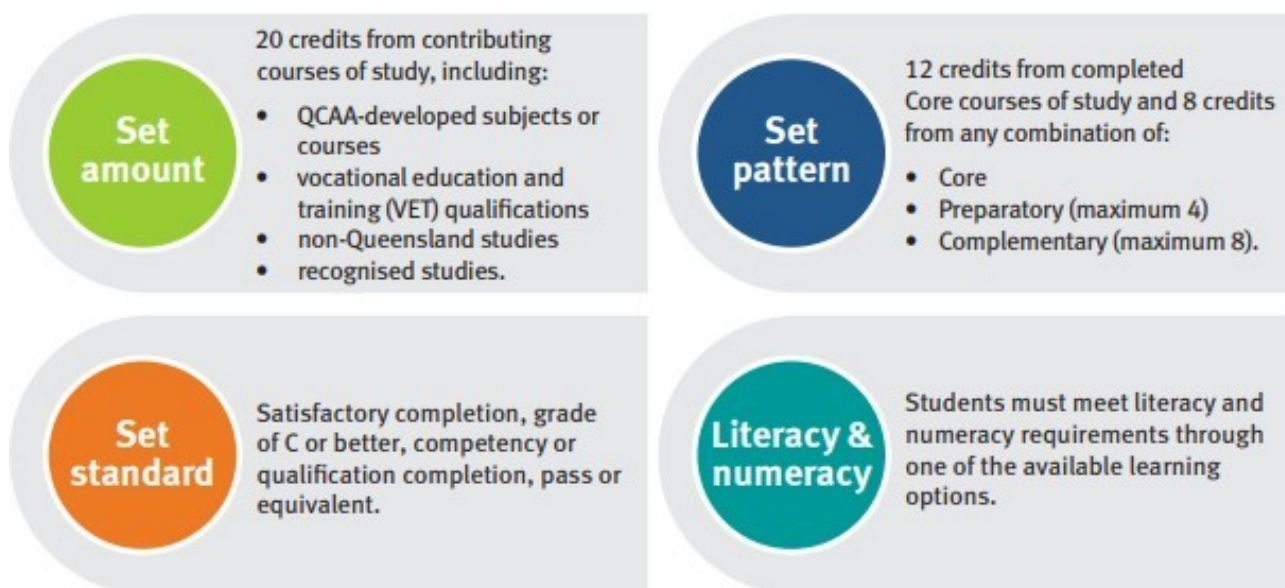 Set
amount
20 credits from contributing
courses of study, including:
• QCAA-developed subjects or
courses
• vocational education and
training (VET) qualifications
• non-Queensland studies
• recognised studies.
Set
pattern
12 credits from completed
Core courses of study and 8 credits
from any combination of:
• Core
• Preparatory (maximum 4)
• Complementary (maximum 8).
Set
standard
Satisfactory completion, grade
of C or better, competency or
qualification completion, pass or
equivalent.
Literacy &
numeracy
Students must meet literacy and
numeracy requirements through
one of the available learning
options.